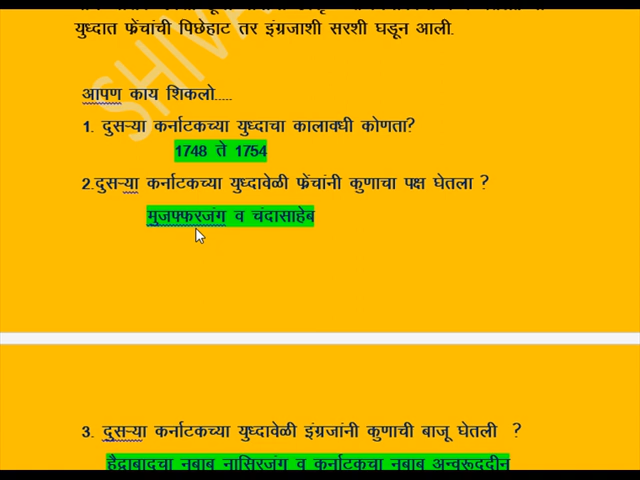 युध्दात फ्रेंचांची पिछेहाट तर इंग्रजाशी सरशी घडून आली.
आपण काय शिकलो.....
1. दुसऱ्या कर्नाटकच्या युध्दाचा कालावधी कोणता?
1748 ते 1754
2.दुसऱ्या कर्नाटकच्या युध्दावेळी फ्रेंचांनी कुणाचा पक्ष घेतला ?
मुजफ्फरजंग व चंदासाहेब
3. दुसऱ्या कर्नाटकच्या युध्दावेळी इंग्रजांनी कुणाची बाजू घेतली ?
हैद्राबादचा नबाब नासिरजंग व कर्नाटकचा नबाब अन्वरूद्दीन